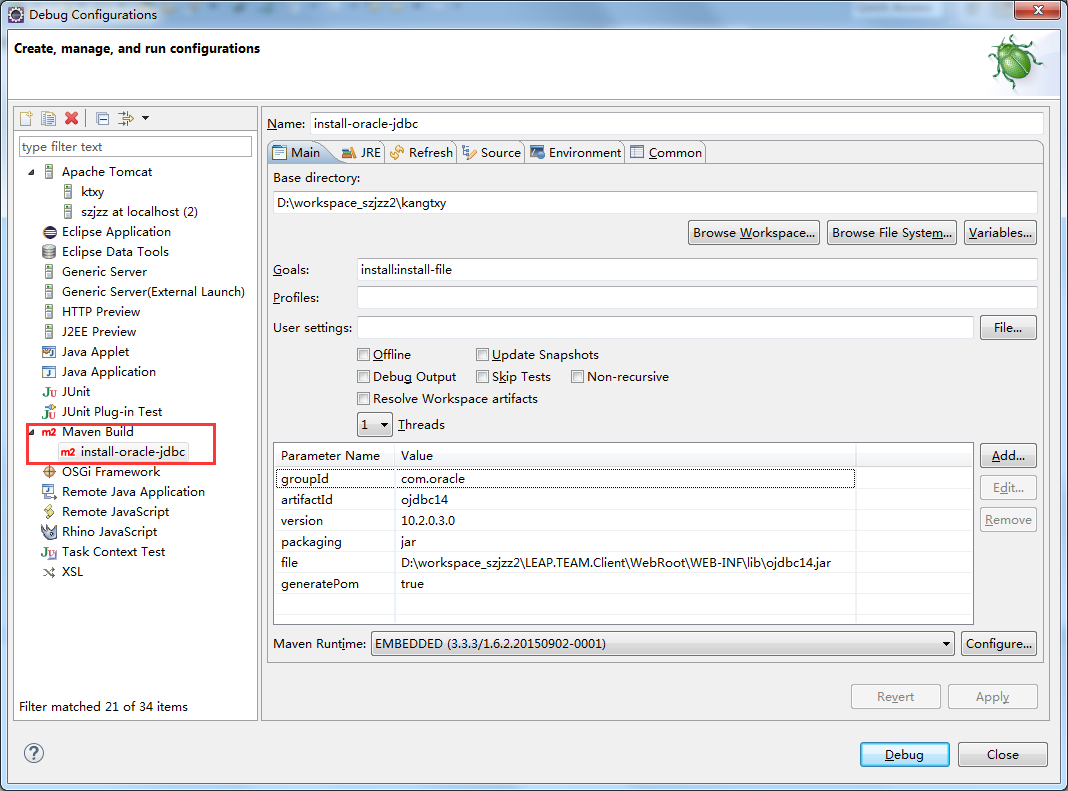 Debug Configurations
Create, manage, and run configurations
type filter text
Apache Tomcat
ktxy
szjzz at localhost (2)
Eclipse Application
Eclipse Data Tools
Generic Server
Generic Server(External Launch)
HTTP Preview
J2EE Preview
Java Applet
Java Application
Ju JUnit
JUnit Plug-in Test
m2 Maven Build
m2 install-oracle-jdbc
OSGi Framework
Remote Java Application
Remote JavaScript
Rhino JavaScript
Task Context Test
XSL
Filter matched 21 of 34 items
Name: install-oracle-jdbc
Main JRE Refresh Source Environment Common
Base directory:
D:\workspace_szjzz2\kangtxy
Browse Workspace... Browse File System... Variables...
Goals: install:install-file
Profiles:
User settings: File...
Offline Update Snapshots
Debug Output Skip Tests Non-recursive
Resolve Workspace artifacts
1 Threads
Parameter Name Value Add...
groupId com.oracle
artifactId ojdbc14 Edit...
version 10.2.0.3.0 Remove
packaging jar
file D:\workspace_szjzz2\LEAP.TEAM.Client\WebRoot\WEB-INF\lib\ojdbc14.jar
generatePom true
Maven Runtime: EMBEDDED (3.3.3/1.6.2.20150902-0001) Configure...
Revert Apply
Debug Close